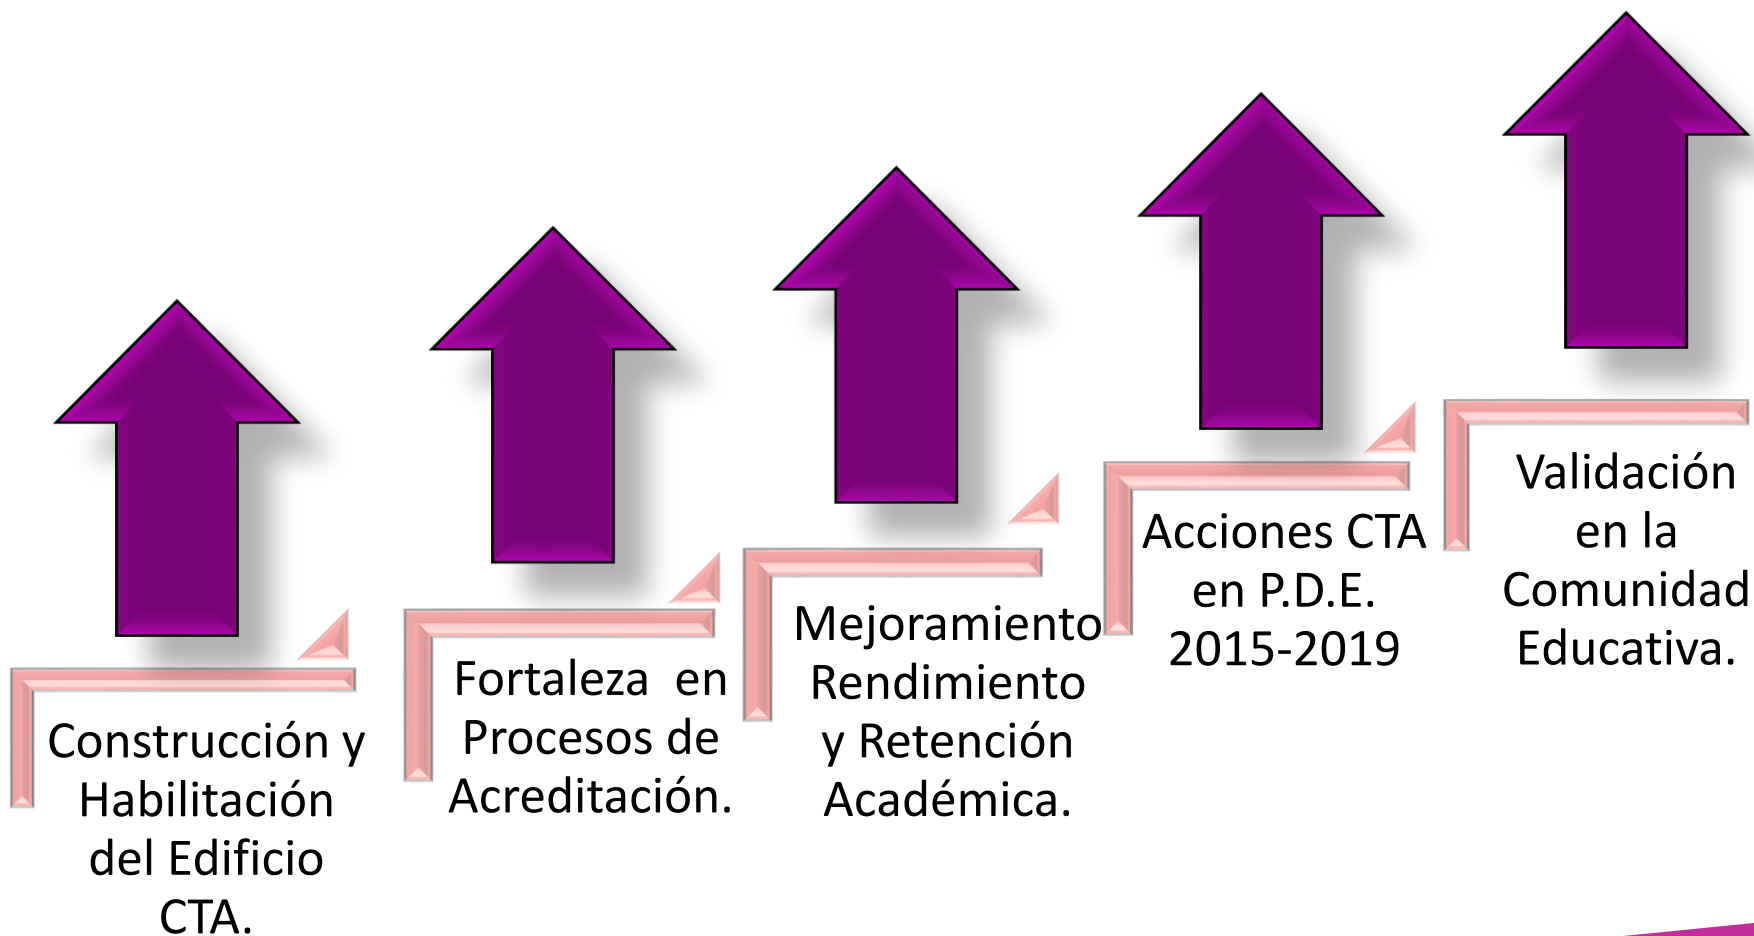 Construcción y
Habilitación
del Edificio
CTA.
Fortaleza  en
Procesos de
Acreditación.
Mejoramiento
Rendimiento
y Retención
Académica.
Acciones CTA
en P.D.E.
2015-2019
Validación
en la
Comunidad
Educativa.